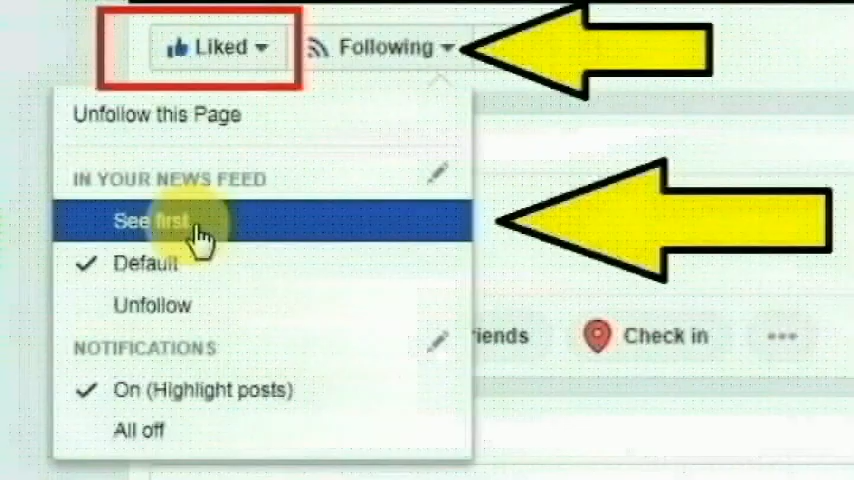 Liked Following
Unfollow this Page
IN YOUR NEWS FEED
See first
Default
Unfollow
riends Check in
NOTIFICATIONS
On (Highlight posts)
All off